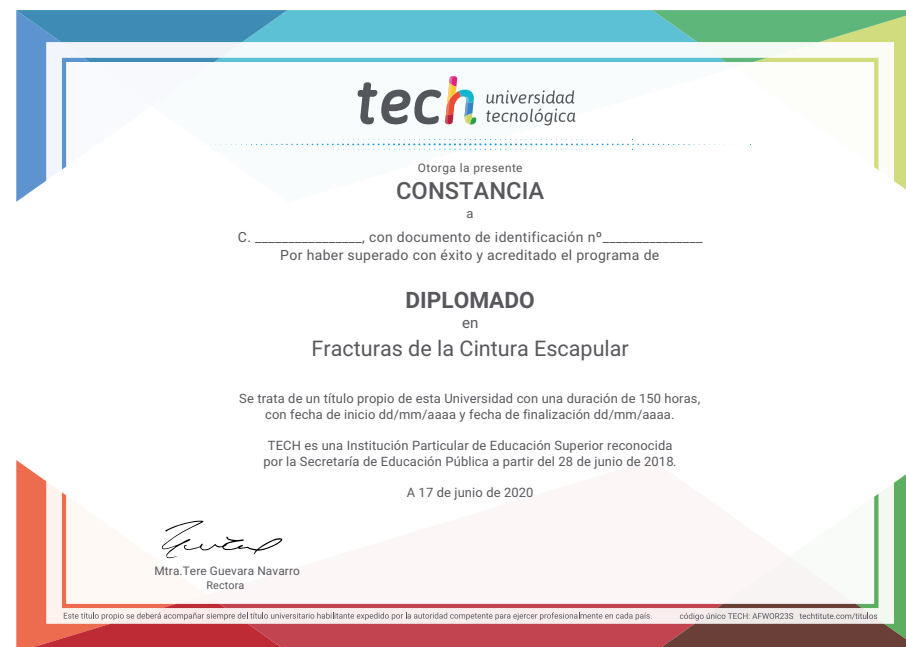 tech universidad
tecnológica
Otorga la presente
CONSTANCIA
a
C. ________________, con documento de identificación nº_______________
Por haber superado con éxito y acreditado el programa de
DIPLOMADO
en
Fracturas de la Cintura Escapular
Se trata de un título propio de esta Universidad con una duración de 150 horas,
con fecha de inicio dd/mm/aaaa y fecha de finalización dd/mm/aaaa.
TECH es una Institución Particular de Educación Superior reconocida
por la Secretaría de Educación Pública a partir del 28 de junio de 2018.
A 17 de junio de 2020
Mtra.Tere Guevara Navarro
Rectora
Este título propio se deberá acompañar siempre del título universitario habilitante expedido por la autoridad competente para ejercer profesionalmente en cada país. código único TECH: AFWOR23S techtitute.com/titulos